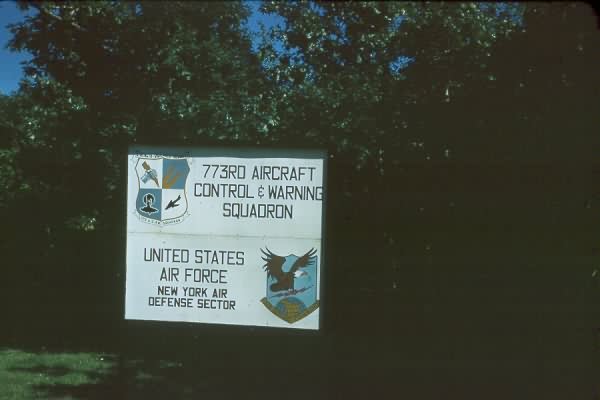 773RD AIRCRAFT
CONTROL & WARNING
SQUADRON
UNITED STATES
AIR FORCE
NEW YORK AIR
DEFENSE SECTOR